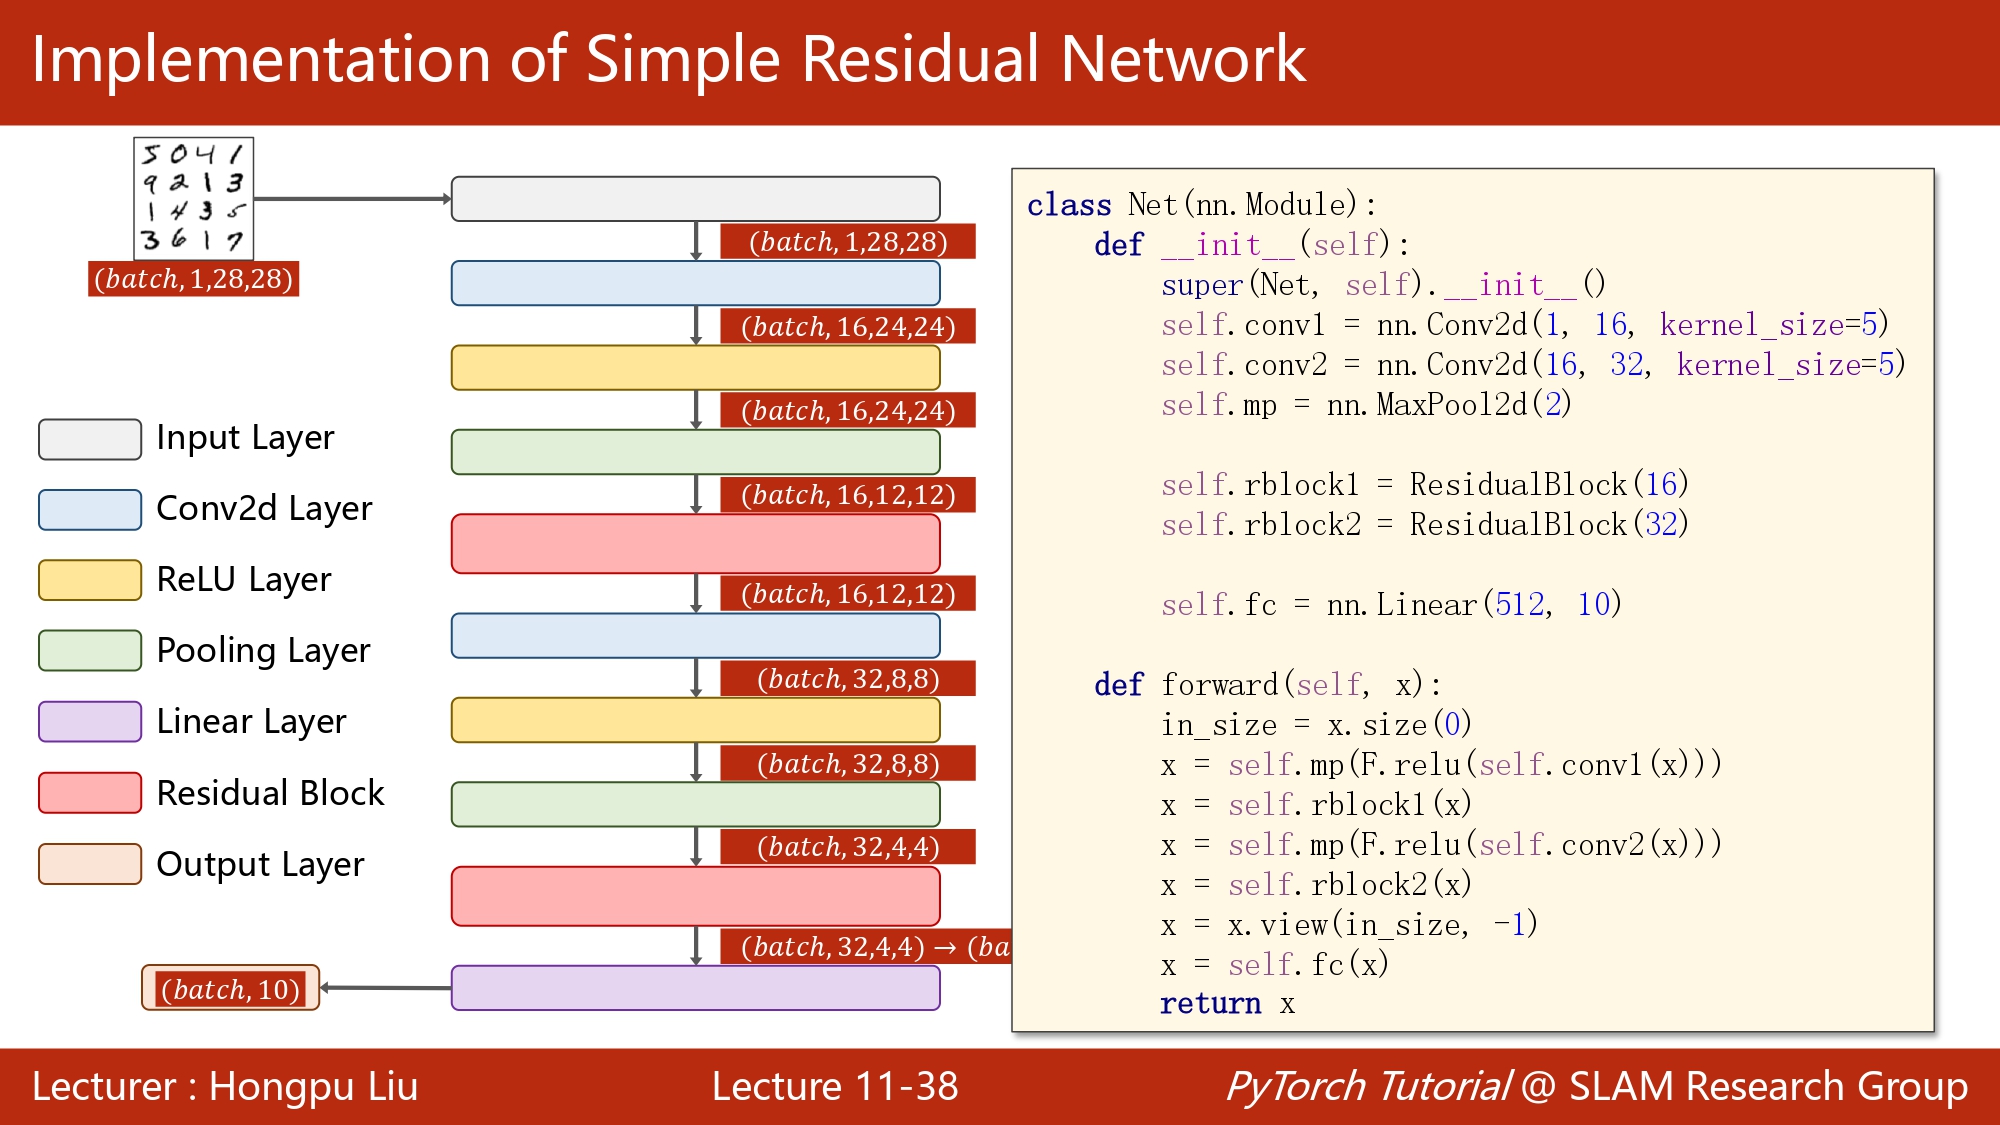 Implementation of Simple Residual Network
5 0 4 1
9 2 1 3
1 4 3 5
3 6 1 7
(batch, 1,28,28)
(batch, 1,28,28)
(batch, 16,24,24)
(batch, 16,24,24)
(batch, 16,12,12)
(batch, 16,12,12)
(batch, 32,8,8)
(batch, 32,8,8)
(batch, 32,4,4)
(batch, 32,4,4) → (ba
(batch, 10)
Input Layer
Conv2d Layer
ReLU Layer
Pooling Layer
Linear Layer
Residual Block
Output Layer
class Net(nn.Module):
    def __init__(self):
        super(Net, self).__init__()
        self.conv1 = nn.Conv2d(1, 16, kernel_size=5)
        self.conv2 = nn.Conv2d(16, 32, kernel_size=5)
        self.mp = nn.MaxPool2d(2)
        self.rblock1 = ResidualBlock(16)
        self.rblock2 = ResidualBlock(32)
        self.fc = nn.Linear(512, 10)
    def forward(self, x):
        in_size = x.size(0)
        x = self.mp(F.relu(self.conv1(x)))
        x = self.rblock1(x)
        x = self.mp(F.relu(self.conv2(x)))
        x = self.rblock2(x)
        x = x.view(in_size, -1)
        x = self.fc(x)
        return x
Lecturer : Hongpu Liu
Lecture 11-38
PyTorch Tutorial @ SLAM Research Group